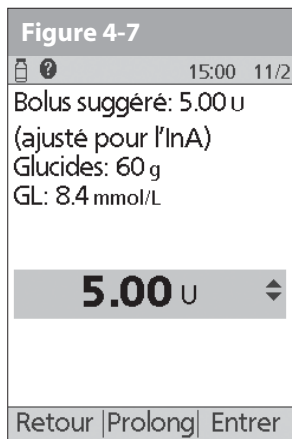 Figure 4-7
15:00 11/2
Bolus suggéré: 5.00 U
(ajusté pour l'InA)
Glucides: 60 g
GL: 8.4 mmol/L
5.00 U
Retour |Prolong| Entrer